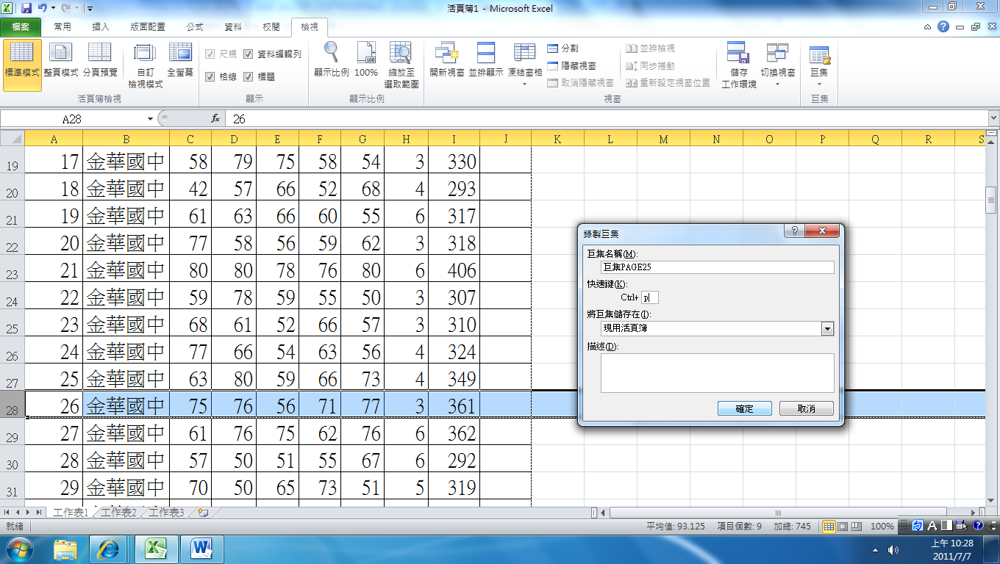 活頁簿1 - Microsoft Excel
檔案 常用 插入 版面配置 公式 資料 校閱 檢視
標準模式 整頁模式 分頁預覽 自訂檢視模式 全螢幕
尺規 資料編輯列
格線 標題
顯示比例 100% 縮放至選取範圍
開新視窗 並排顯示 凍結窗格
分割
隱藏視窗
取消隱藏視窗
並排檢視
同步捲動
重新設定視窗位置
儲存工作環境 切換視窗 巨集
活頁簿檢視 顯示 顯示比例 視窗 巨集
A28 fx 26
A B C D E F G H I J K L M N O P Q R S
19 17 金華國中 58 79 75 58 54 3 330
20 18 金華國中 42 57 66 52 68 4 293
21 19 金華國中 61 63 66 60 55 6 317
22 20 金華國中 77 58 56 59 62 3 318
23 21 金華國中 80 80 78 76 80 6 406
24 22 金華國中 59 78 59 55 50 3 307
25 23 金華國中 68 61 52 66 57 3 310
26 24 金華國中 77 66 54 63 56 4 324
27 25 金華國中 63 80 59 66 73 4 349
28 26 金華國中 75 76 56 71 77 3 361
29 27 金華國中 61 76 75 62 76 6 362
30 28 金華國中 57 50 51 55 67 6 292
31 29 金華國中 70 50 65 73 51 5 319
錄製巨集
巨集名稱(M):
巨集PAGE25
快速鍵(K):
Ctrl+ p
將巨集儲存在(I):
現用活頁簿
描述(D):
確定 取消
工作表1 工作表2 工作表3
就緒 平均值: 93.125 項目個數: 9 加總: 745 100%
上午 10:28
2011/7/7